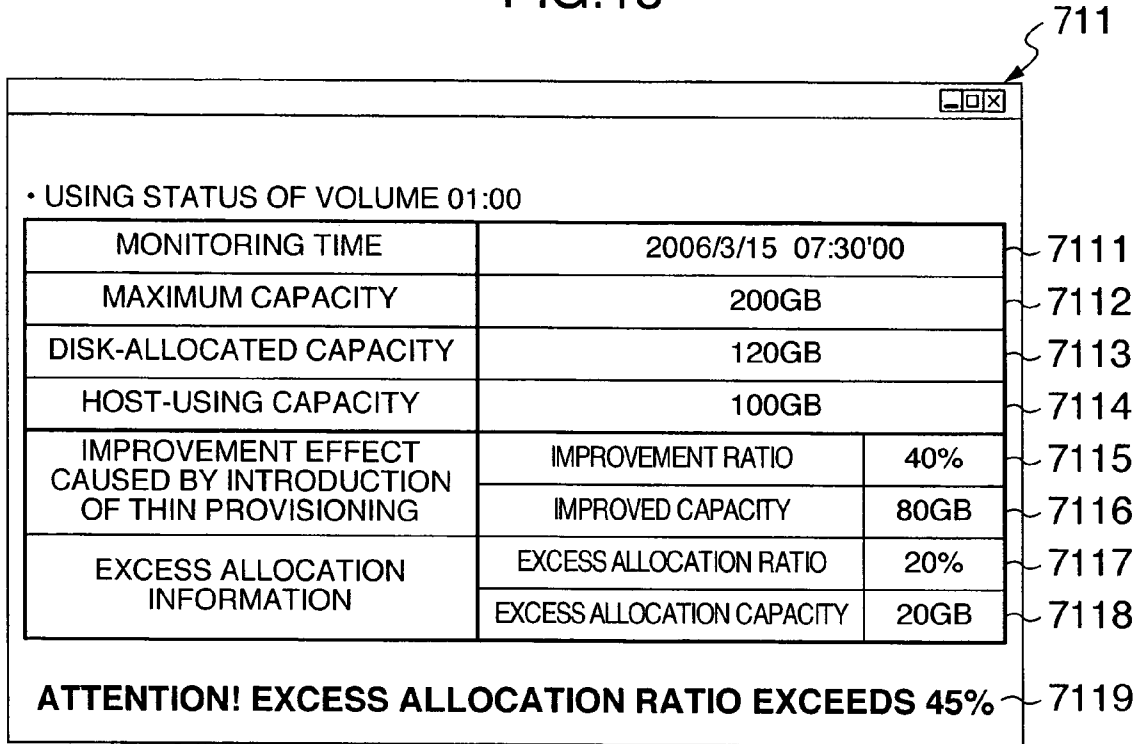 711
• USING STATUS OF VOLUME 01:00
MONITORING TIME 2006/3/15 07:30'00 7111
MAXIMUM CAPACITY 200GB 7112
DISK-ALLOCATED CAPACITY 120GB 7113
HOST-USING CAPACITY 100GB 7114
IMPROVEMENT EFFECT
CAUSED BY INTRODUCTION
OF THIN PROVISIONING
IMPROVEMENT RATIO 40% 7115
IMPROVED CAPACITY 80GB 7116
EXCESS ALLOCATION
INFORMATION
EXCESS ALLOCATION RATIO 20% 7117
EXCESS ALLOCATION CAPACITY 20GB 7118
ATTENTION! EXCESS ALLOCATION RATIO EXCEEDS 45% 7119